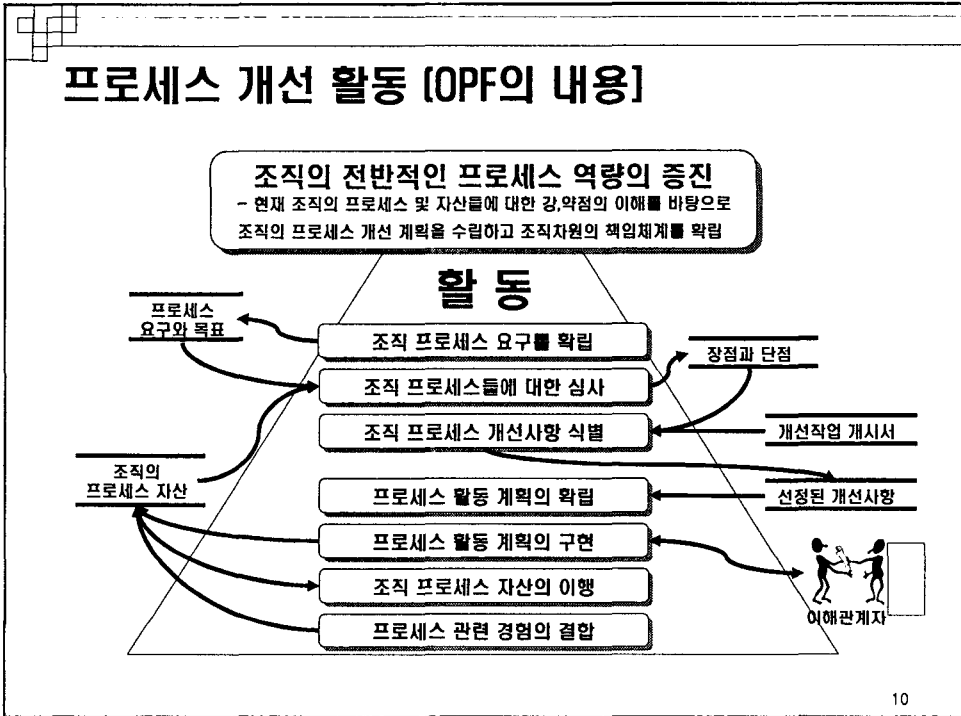 프로세스 개선 활동 [OPF의 내용]
조직의 전반적인 프로세스 역량의 증진
- 현재 조직의 프로세스 및 자산들에 대한 강,약점의 이해를 바탕으로
조직의 프로세스 개선 계획을 수립하고 조직차원의 책임체계를 확립
활 동
프로세스
요구와 목표
조직 프로세스 요구를 확립
장점과 단점
조직 프로세스들에 대한 심사
조직 프로세스 개선사항 식별
개선작업 개시서
조직의
프로세스 자산
프로세스 활동 계획의 확립
선정된 개선사항
프로세스 활동 계획의 구현
조직 프로세스 자산의 이행
이해관계자
프로세스 관련 경험의 결합
10